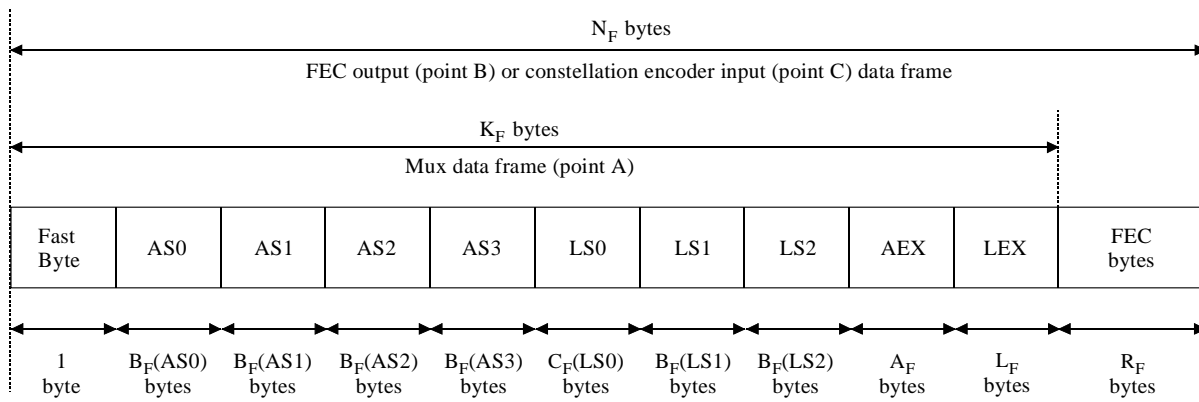 N_F bytes
FEC output (point B) or constellation encoder input (point C) data frame
K_F bytes
Mux data frame (point A)
Fast
Byte
AS0
AS1
AS2
AS3
LS0
LS1
LS2
AEX
LEX
FEC
bytes
1
byte
B_F(AS0)
bytes
B_F(AS1)
bytes
B_F(AS2)
bytes
B_F(AS3)
bytes
C_F(LS0)
bytes
B_F(LS1)
bytes
B_F(LS2)
bytes
A_F
bytes
L_F
bytes
R_F
bytes